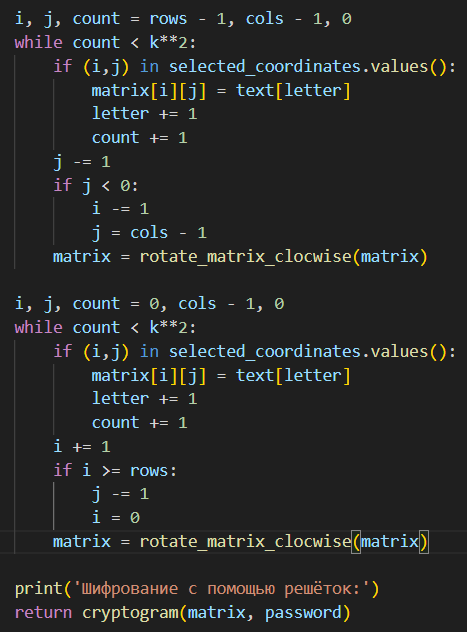 i, j, count = rows - 1, cols - 1, 0
while count < k**2:
    if (i,j) in selected_coordinates.values():
        matrix[i][j] = text[letter]
        letter += 1
        count += 1
    j -= 1
    if j < 0:
        i -= 1
        j = cols - 1
    matrix = rotate_matrix_clocwise(matrix)

i, j, count = 0, cols - 1, 0
while count < k**2:
    if (i,j) in selected_coordinates.values():
        matrix[i][j] = text[letter]
        letter += 1
        count += 1
    i += 1
    if i >= rows:
        j -= 1
        i = 0
    matrix = rotate_matrix_clocwise(matrix)

print('Шифрование с помощью решёток:')
return cryptogram(matrix, password)